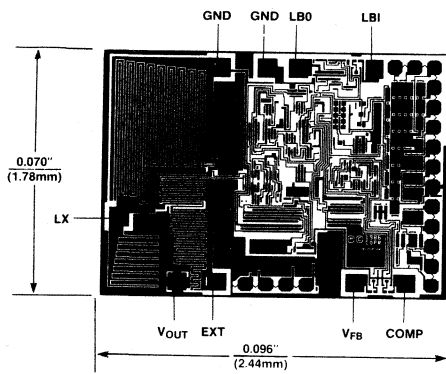 GND GND LB0 LBI
0.070"
(1.78mm)
LX
VOUT EXT VFB COMP
0.096"
(2.44mm)